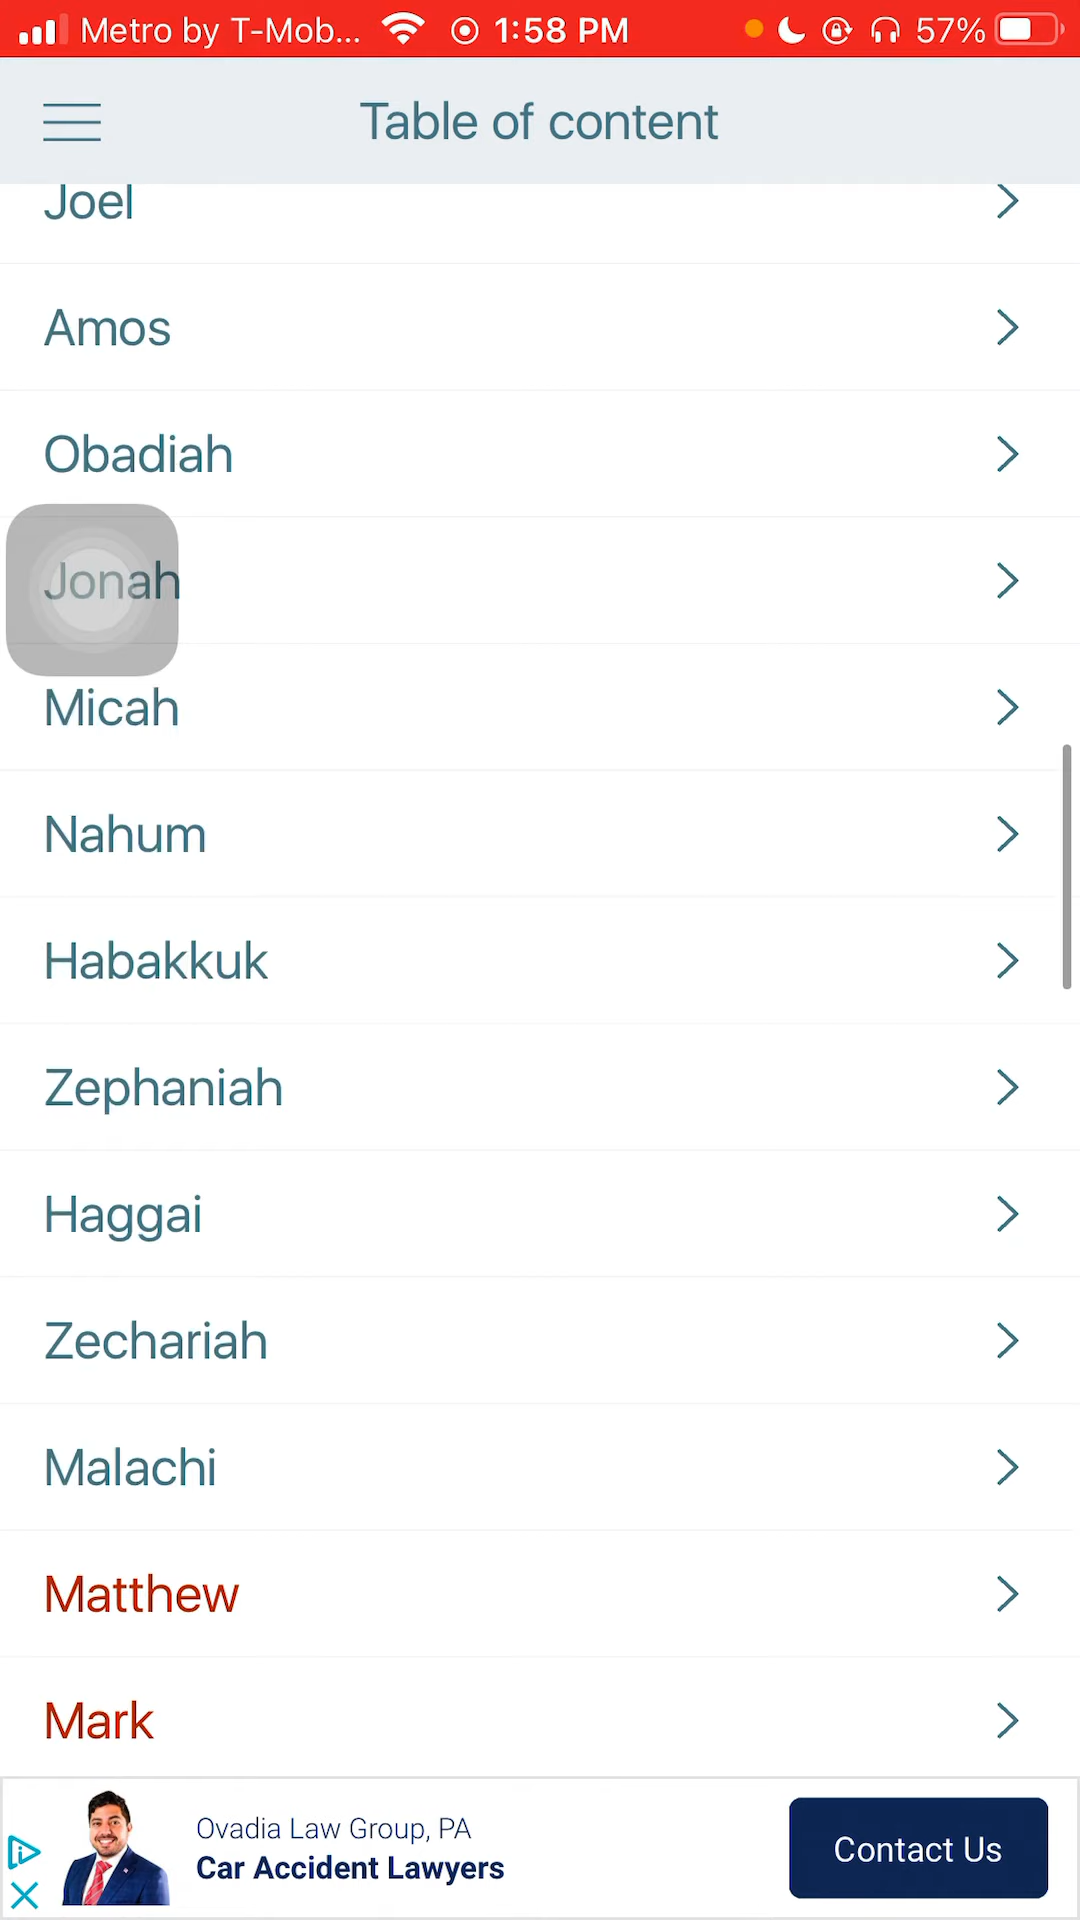 Metro by T-Mob... 1:58 PM 57%
Table of content
Joel
Amos
Obadiah
Jonah
Micah
Nahum
Habakkuk
Zephaniah
Haggai
Zechariah
Malachi
Matthew
Mark
Ovadia Law Group, PA
Car Accident Lawyers
Contact Us